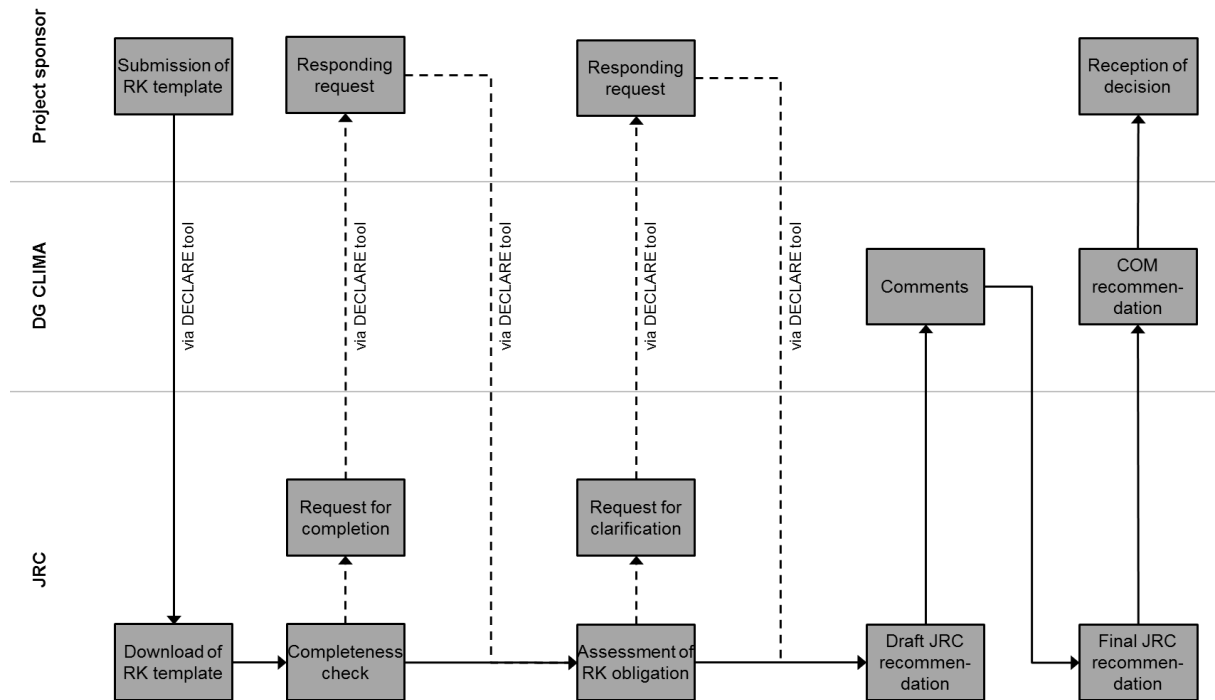 Project sponsor
Submission of
RK template
Responding
request
Responding
request
Reception of
decision
DG CLIMA
via DECLARE tool
via DECLARE tool
via DECLARE tool
via DECLARE tool
via DECLARE tool
Comments
COM
recommen-
dation
JRC
Request for
completion
Request for
clarification
Download of
RK template
Completeness
check
Assessment of
RK obligation
Draft JRC
recommen-
dation
Final JRC
recommen-
dation